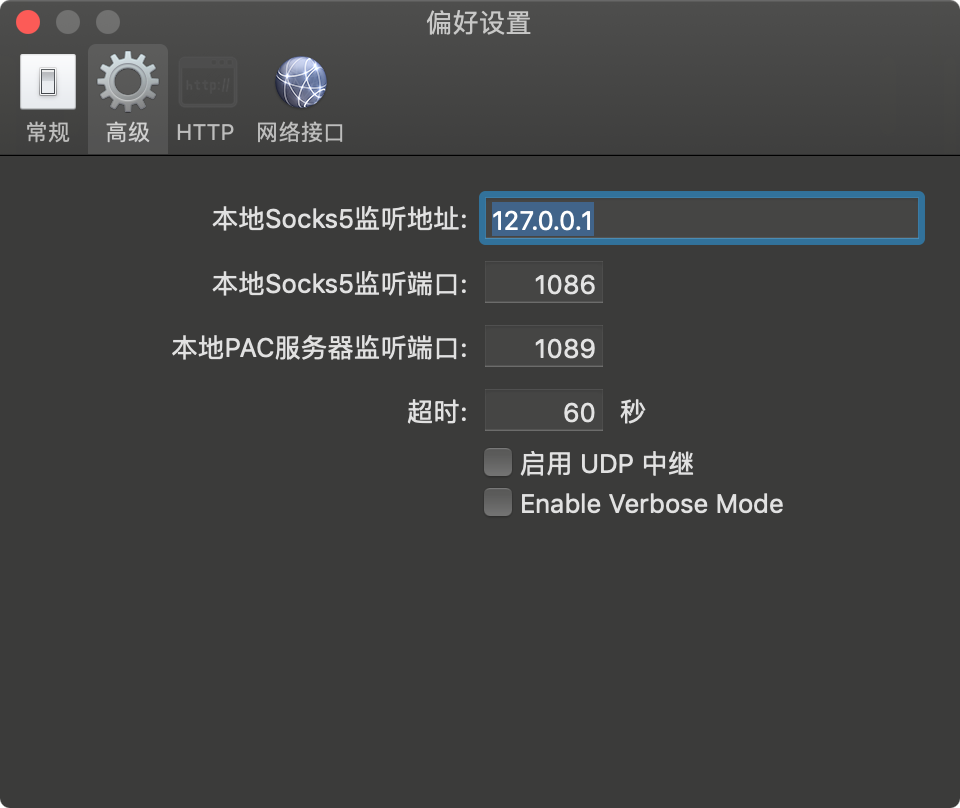 偏好设置
http://
常规 高级 HTTP 网络接口
本地Socks5监听地址: 127.0.0.1
本地Socks5监听端口: 1086
本地PAC服务器监听端口: 1089
超时: 60 秒
启用 UDP 中继
Enable Verbose Mode